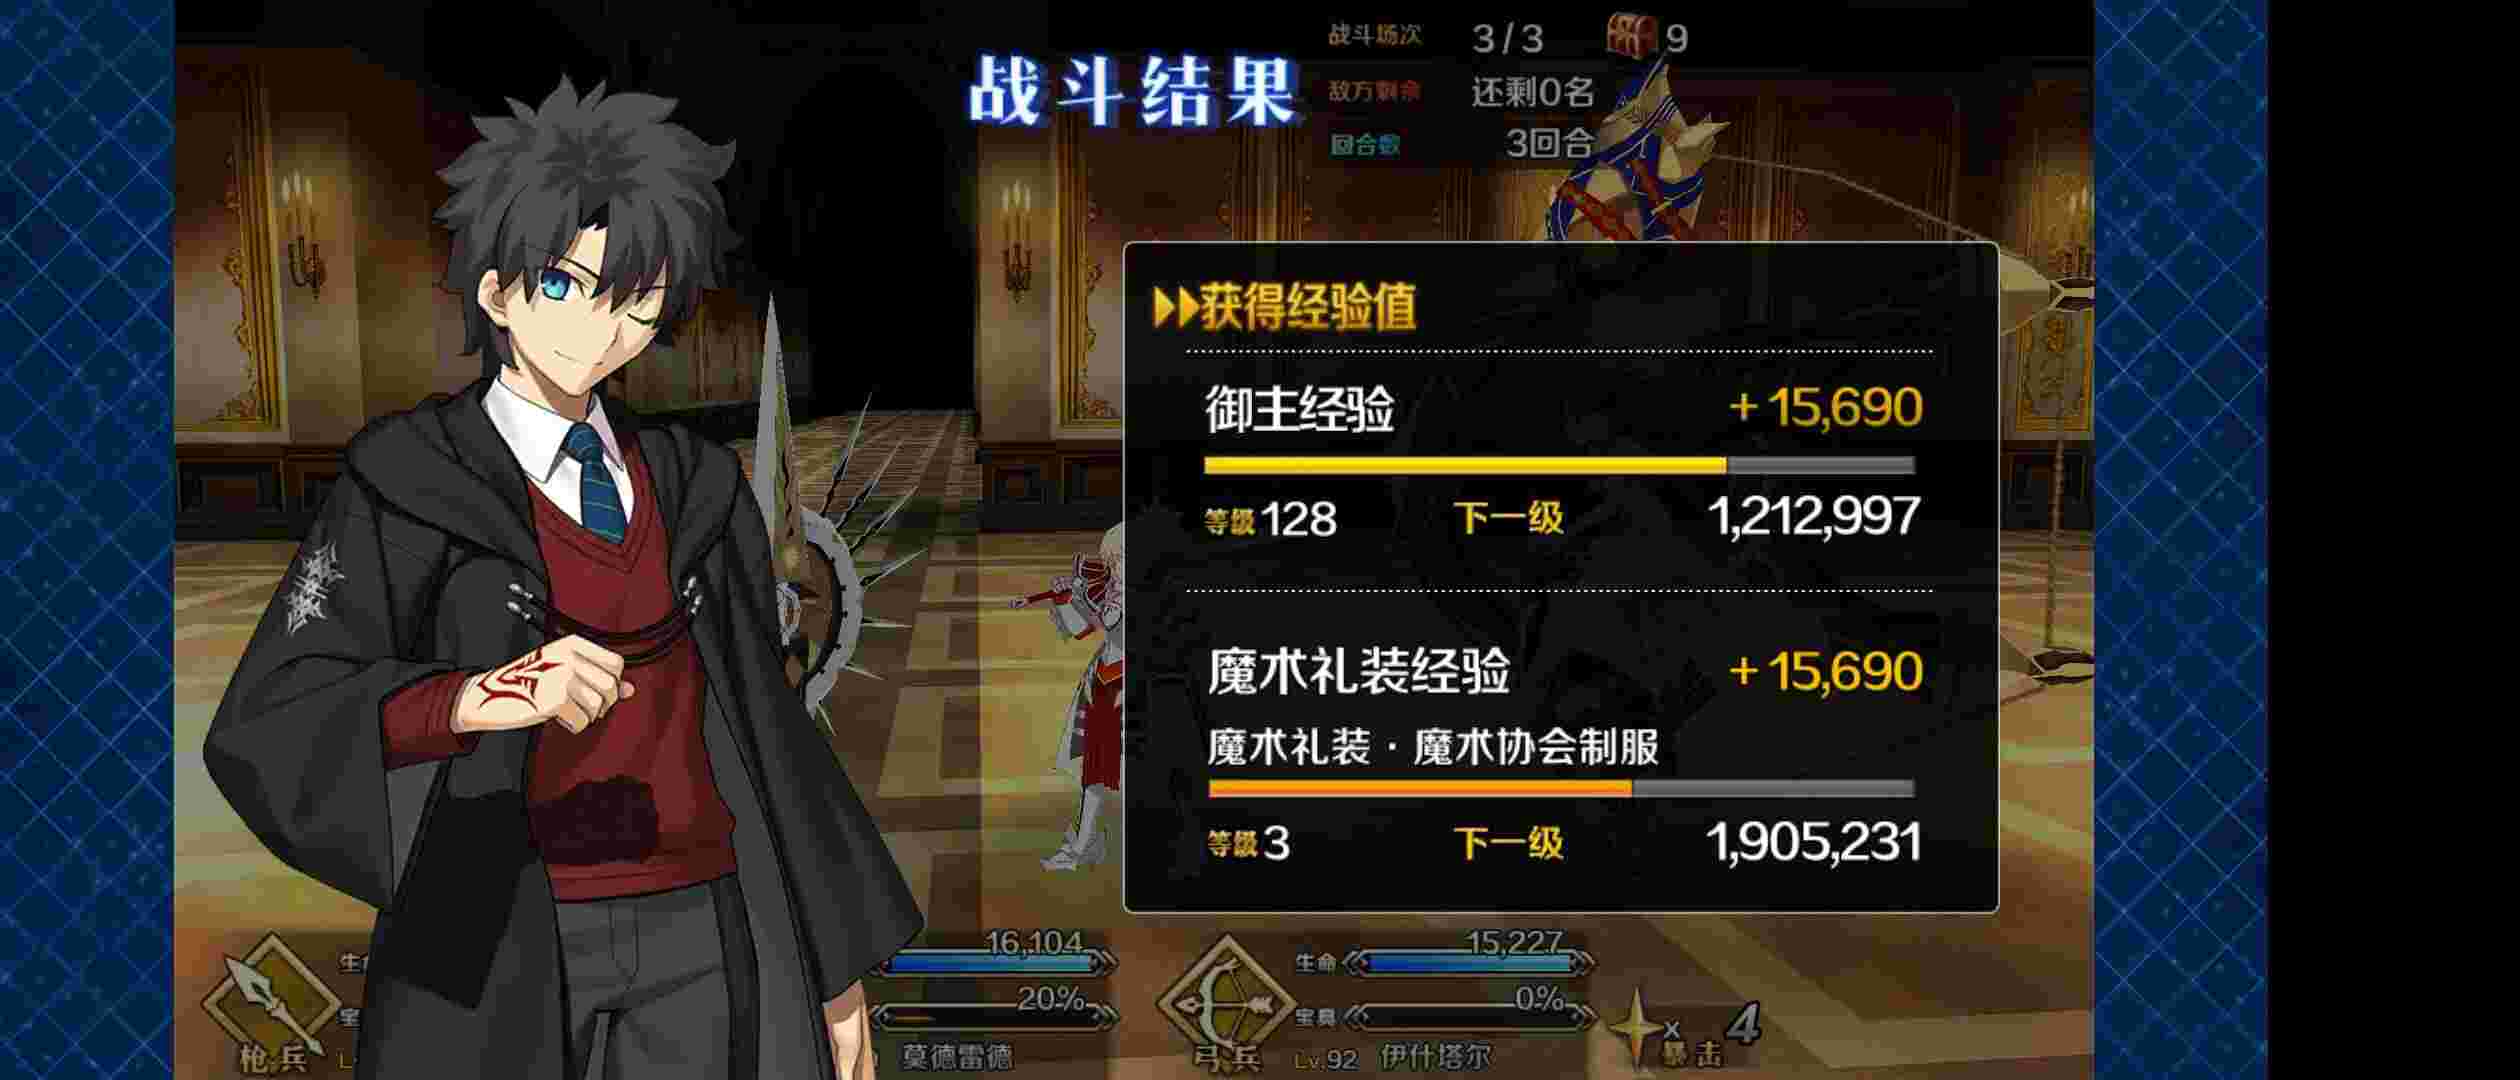 战斗场次 3/3 9
战斗结果
敌方剩余 还剩0名
回合数 3回合
获得经验值
御主经验 +15,690
等级128 下一级 1,212,997
魔术礼装经验 +15,690
魔术礼装·魔术协会制服
等级3 下一级 1,905,231
16,104
生命 15,227
20%
宝具 0%
枪兵
莫德雷德
弓兵 Lv.92 伊什塔尔
x 4
暴击